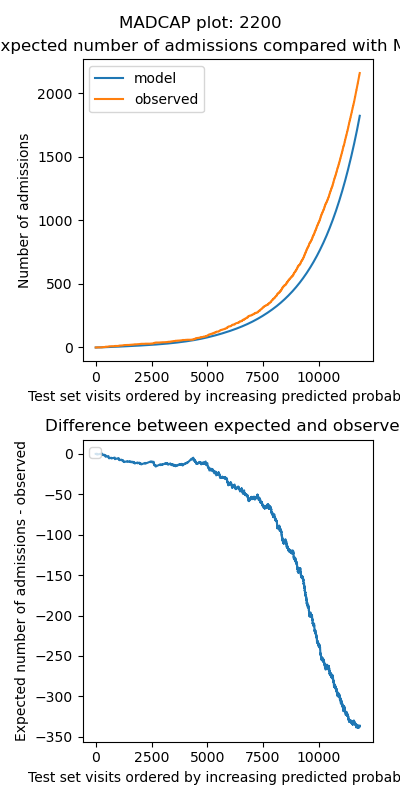 MADCAP plot: 2200
xpected number of admissions compared with M
model
observed
Number of admissions
2000
1500
1000
500
0
0 2500 5000 7500 10000
Test set visits ordered by increasing predicted probab
Difference between expected and observe
Expected number of admissions - observed
0
−50
−100
−150
−200
−250
−300
−350
0 2500 5000 7500 10000
Test set visits ordered by increasing predicted probab